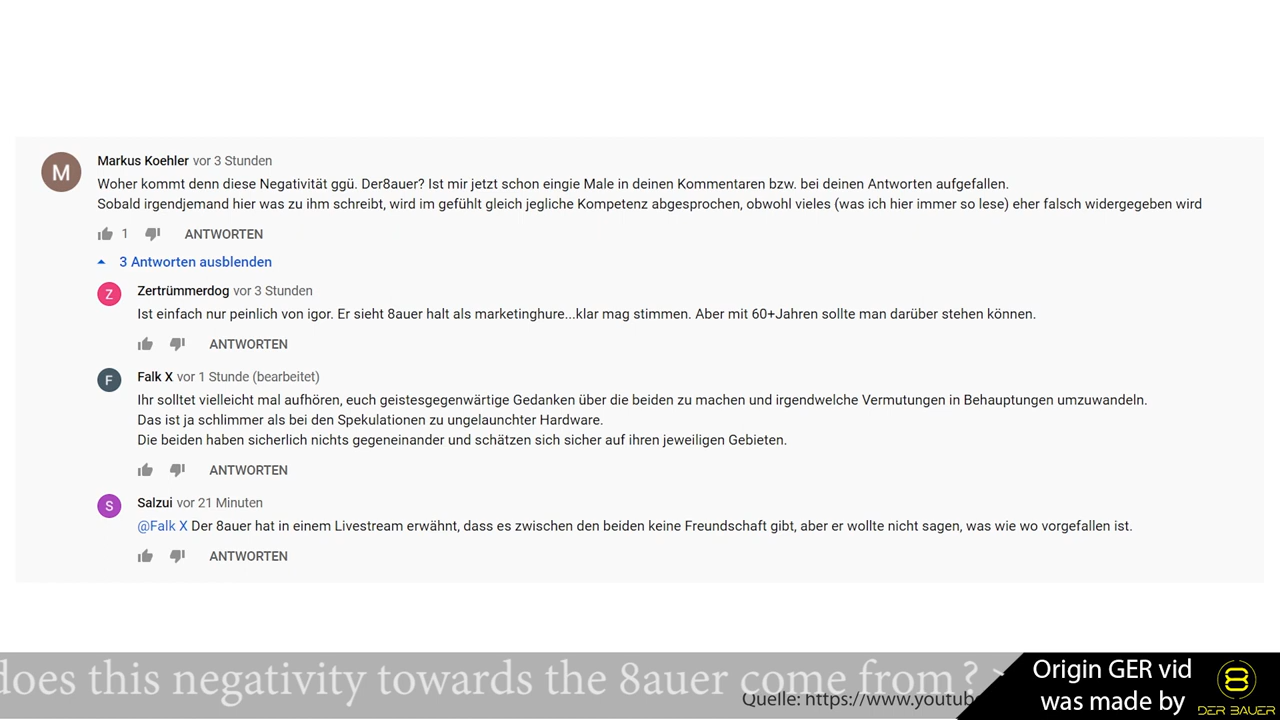 M
Markus Koehler vor 3 Stunden
Woher kommt denn diese Negativität ggü. Der8auer? Ist mir jetzt schon eingie Male in deinen Kommentaren bzw. bei deinen Antworten aufgefallen.
Sobald irgendjemand hier was zu ihm schreibt, wird im gefühlt gleich jegliche Kompetenz abgesprochen, obwohl vieles (was ich hier immer so lese) eher falsch widergegeben wird
1 ANTWORTEN
3 Antworten ausblenden
Z
Zertrümmerdog vor 3 Stunden
Ist einfach nur peinlich von igor. Er sieht 8auer halt als marketinghure...klar mag stimmen. Aber mit 60+Jahren sollte man darüber stehen können.
ANTWORTEN
F
Falk X vor 1 Stunde (bearbeitet)
Ihr solltet vielleicht mal aufhören, euch geistesgegenwärtige Gedanken über die beiden zu machen und irgendwelche Vermutungen in Behauptungen umzuwandeln.
Das ist ja schlimmer als bei den Spekulationen zu ungelaunchter Hardware.
Die beiden haben sicherlich nichts gegeneinander und schätzen sich sicher auf ihren jeweiligen Gebieten.
ANTWORTEN
S
Salzui vor 21 Minuten
@Falk X Der 8auer hat in einem Livestream erwähnt, dass es zwischen den beiden keine Freundschaft gibt, aber er wollte nicht sagen, was wie wo vorgefallen ist.
ANTWORTEN
does this negativity towards the 8auer come from?
Quelle: https://www.youtube
Origin GER vid
was made by
8
DER BAUER